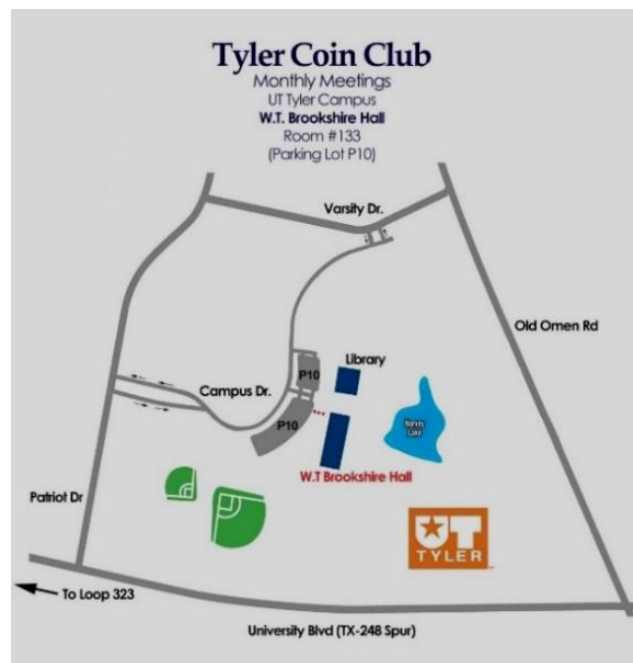 Tyler Coin Club
Monthly Meetings
UT Tyler Campus
W.T. Brookshire Hall
Room #133
(Parking Lot P10)
Varsity Dr.
Old Omen Rd
Library
P10
Campus Dr.
P10
Harvey
Lake
W.T Brookshire Hall
Patriot Dr
UT
TYLER
To Loop 323
University Blvd (TX-248 Spur)